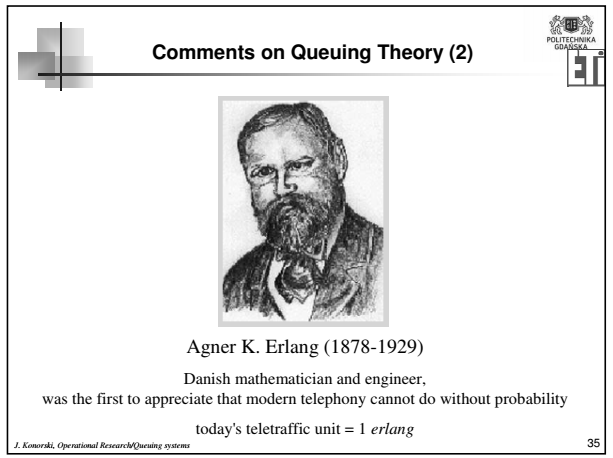 Comments on Queuing Theory (2)
POLITECHNIKA
GDAŃSKA
ETI
Agner K. Erlang (1878-1929)
Danish mathematician and engineer,
was the first to appreciate that modern telephony cannot do without probability
today's teletraffic unit = 1 erlang
J. Konorski, Operational Research/Queuing systems
35